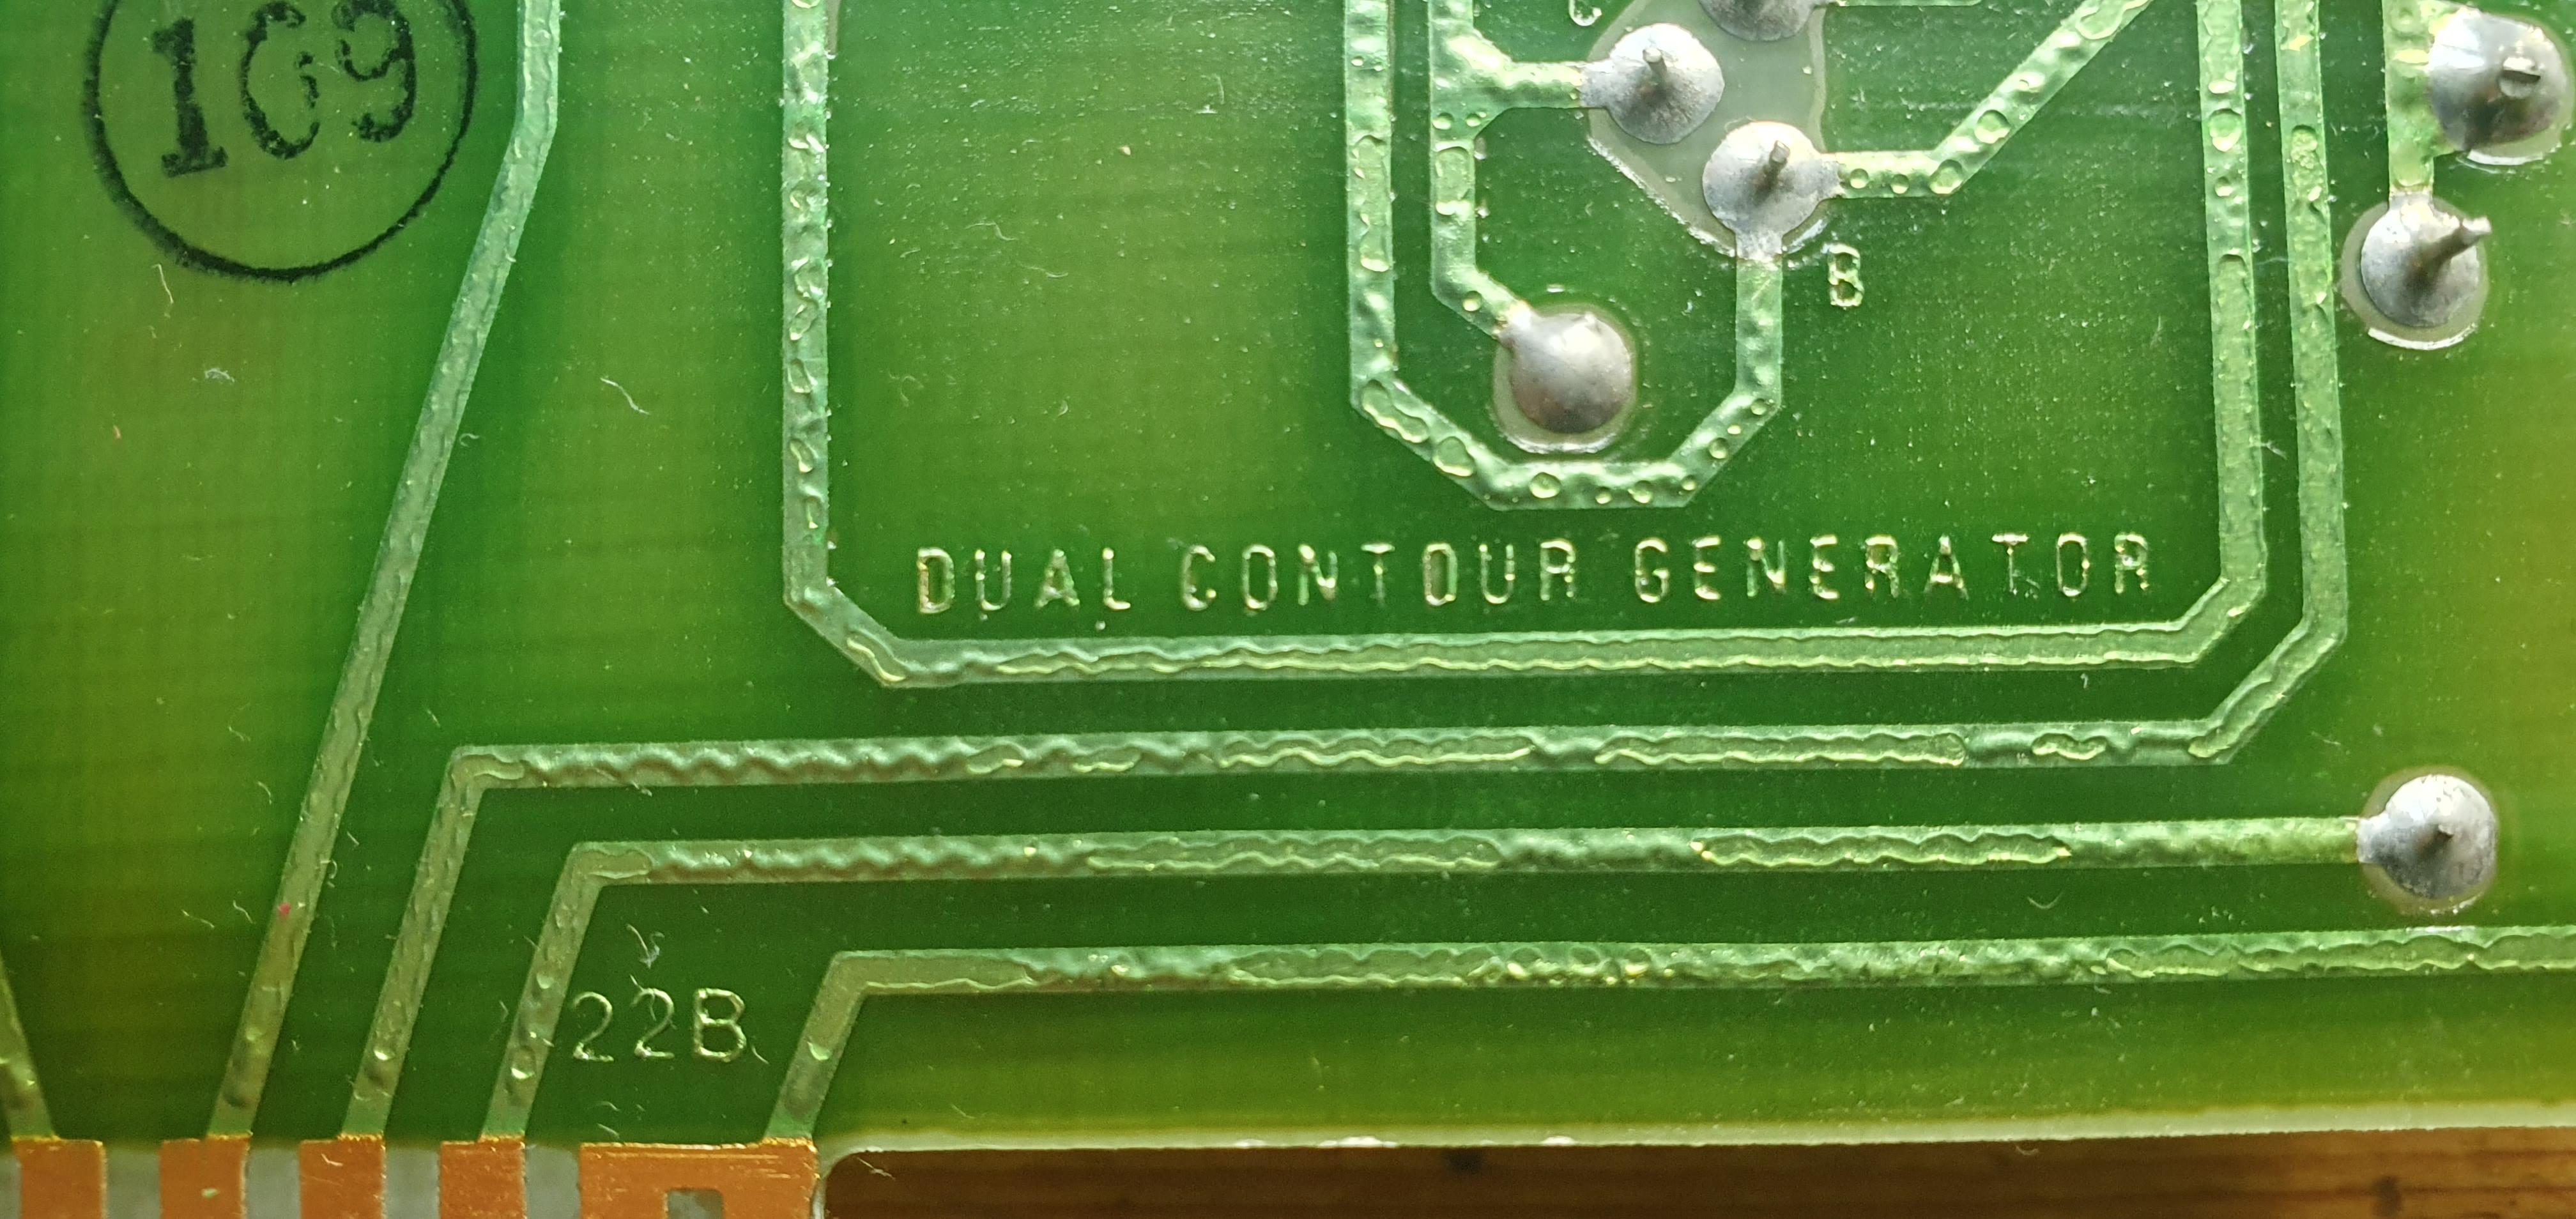 169
B
DUAL CONTOUR GENERATOR
22B